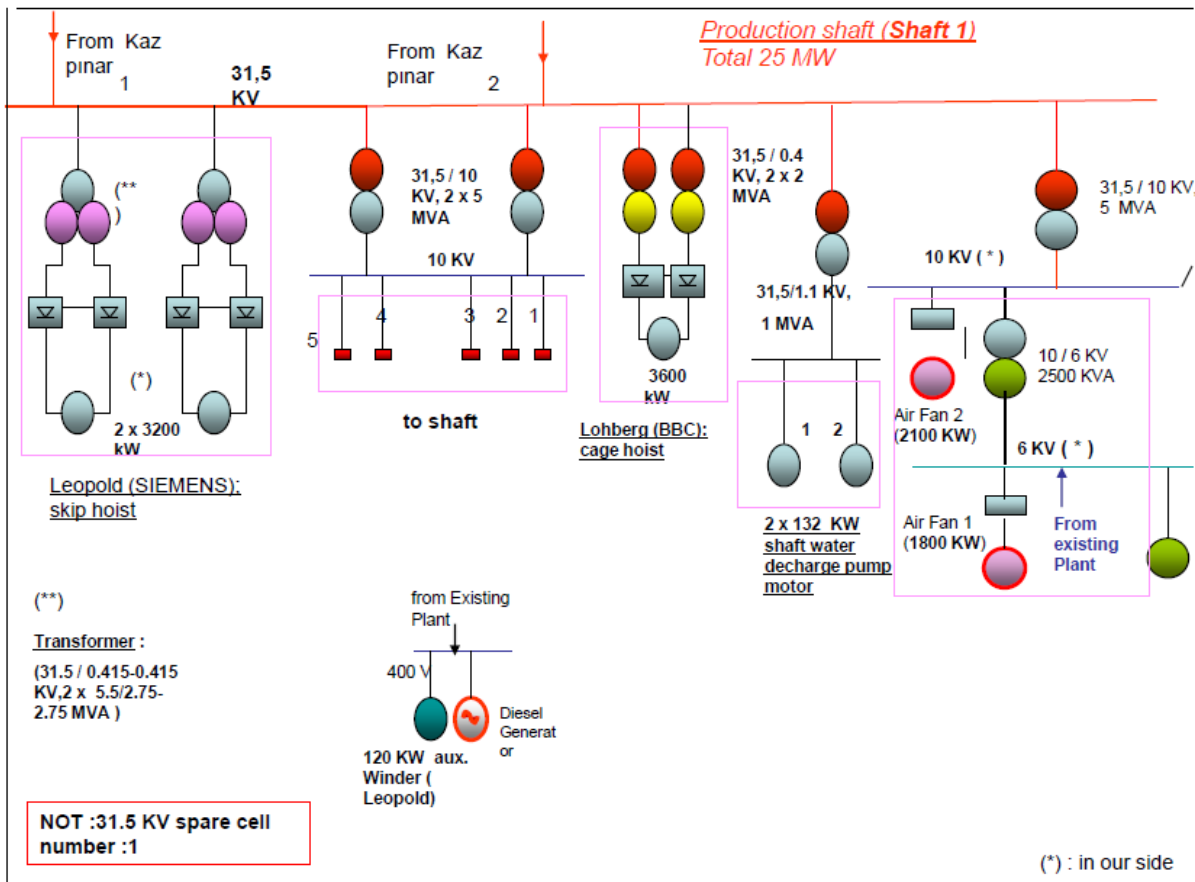 From Kaz
pınar
1
31,5
KV
From Kaz
pınar
2
Production shaft (Shaft 1)
Total 25 MW
(**
)
31,5 / 10
KV, 2 x 5
MVA
31,5 / 0.4
KV, 2 x 2
MVA
31,5 / 10 KV,
5 MVA
10 KV
10 KV ( * )
/
31,5/1.1 KV,
1 MVA
5
4
3
2
1
10 / 6 KV
2500 KVA
(*)
2 x 3200
kW
to shaft
3600
kW
Lohberg (BBC):
cage hoist
1
2
Air Fan 2
(2100 KW)
6 KV ( * )
Leopold (SIEMENS):
skip hoist
2 x 132 KW
shaft water
decharge pump
motor
Air Fan 1
(1800 KW)
From
existing
Plant
(**)
Transformer :
(31.5 / 0.415-0.415
KV,2 x 5.5/2.75-
2.75 MVA )
from Existing
Plant
400 V
Diesel
Generat
or
120 KW aux.
Winder (
Leopold)
NOT :31.5 KV spare cell
number :1
(*) : in our side